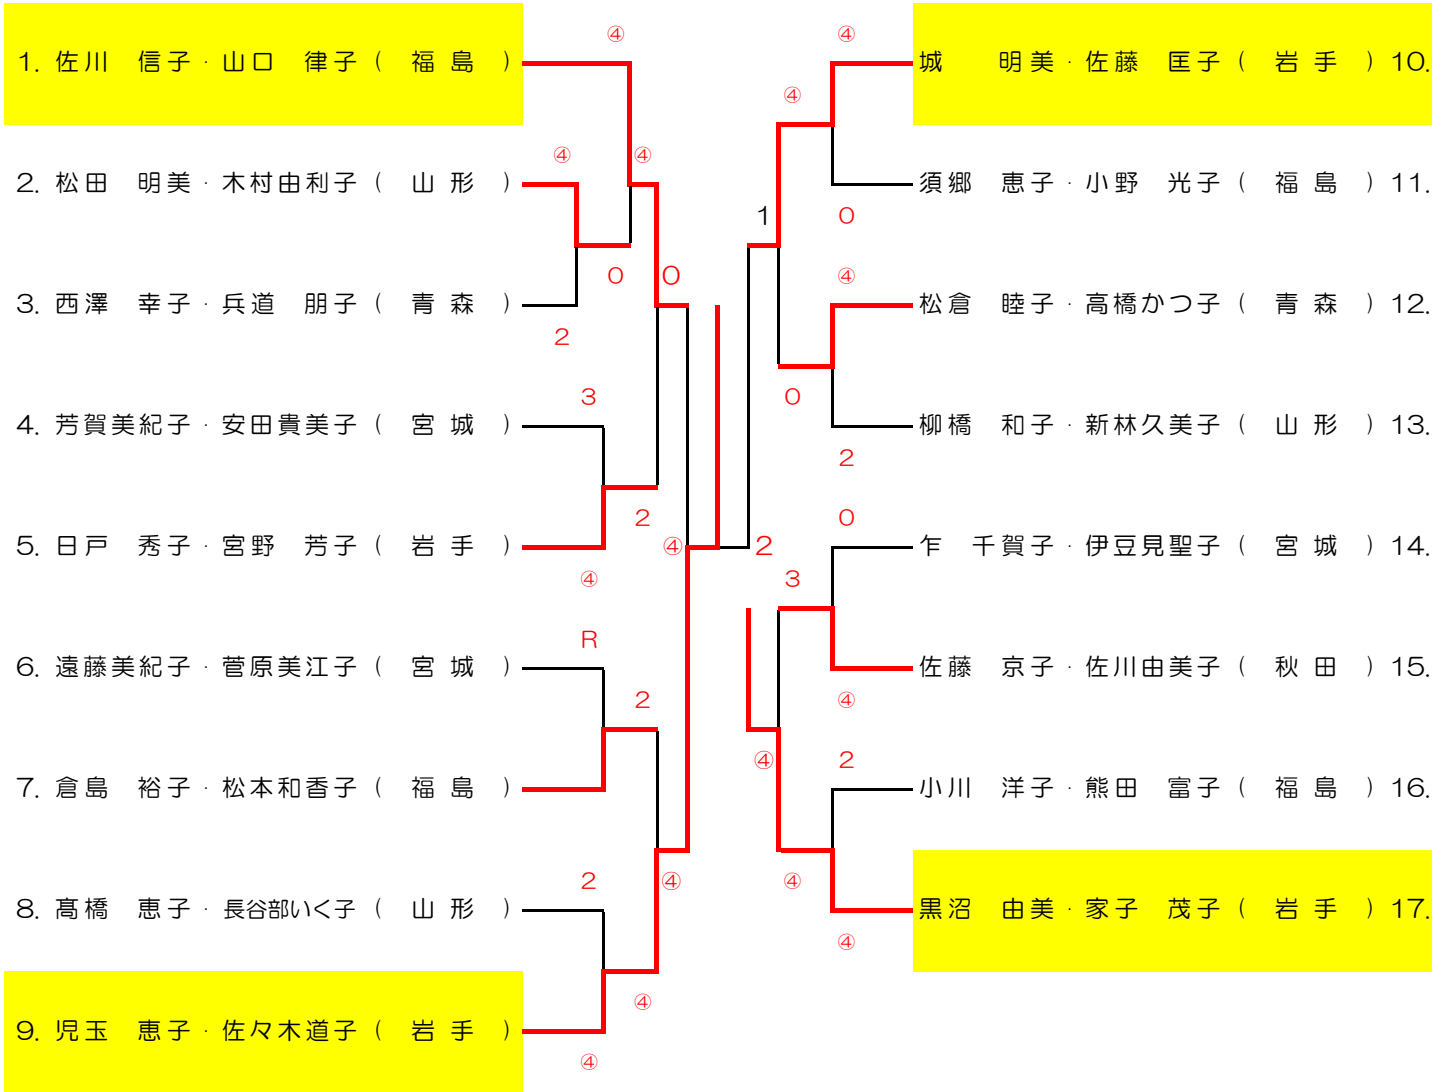 ④
1. 佐川 信子・山口 律子 ( 福島 )
④ ④
2. 松田 明美・木村由利子 ( 山形 )
0 0
3. 西澤 幸子・兵道 朋子 ( 青森 )
2
3
4. 芳賀美紀子・安田貴美子 ( 宮城 )
2
5. 日戸 秀子・宮野 芳子 ( 岩手 )
④
④
R
6. 遠藤美紀子・菅原美江子 ( 宮城 )
2
7. 倉島 裕子・松本和香子 ( 福島 )
2 ④
8. 髙橋 恵子・長谷部いく子 ( 山形 )
④
9. 児玉 恵子・佐々木道子 ( 岩手 )
④
④
城 明美・佐藤 匡子 ( 岩手 ) 10.
④
須郷 恵子・小野 光子 ( 福島 ) 11.
1 0
④
松倉 睦子・高橋かつ子 ( 青森 ) 12.
0
柳橋 和子・新林久美子 ( 山形 ) 13.
2
0
乍 千賀子・伊豆見聖子 ( 宮城 ) 14.
2
3
佐藤 京子・佐川由美子 ( 秋田 ) 15.
④
④ 2
小川 洋子・熊田 富子 ( 福島 ) 16.
④
黒沼 由美・家子 茂子 ( 岩手 ) 17.
④